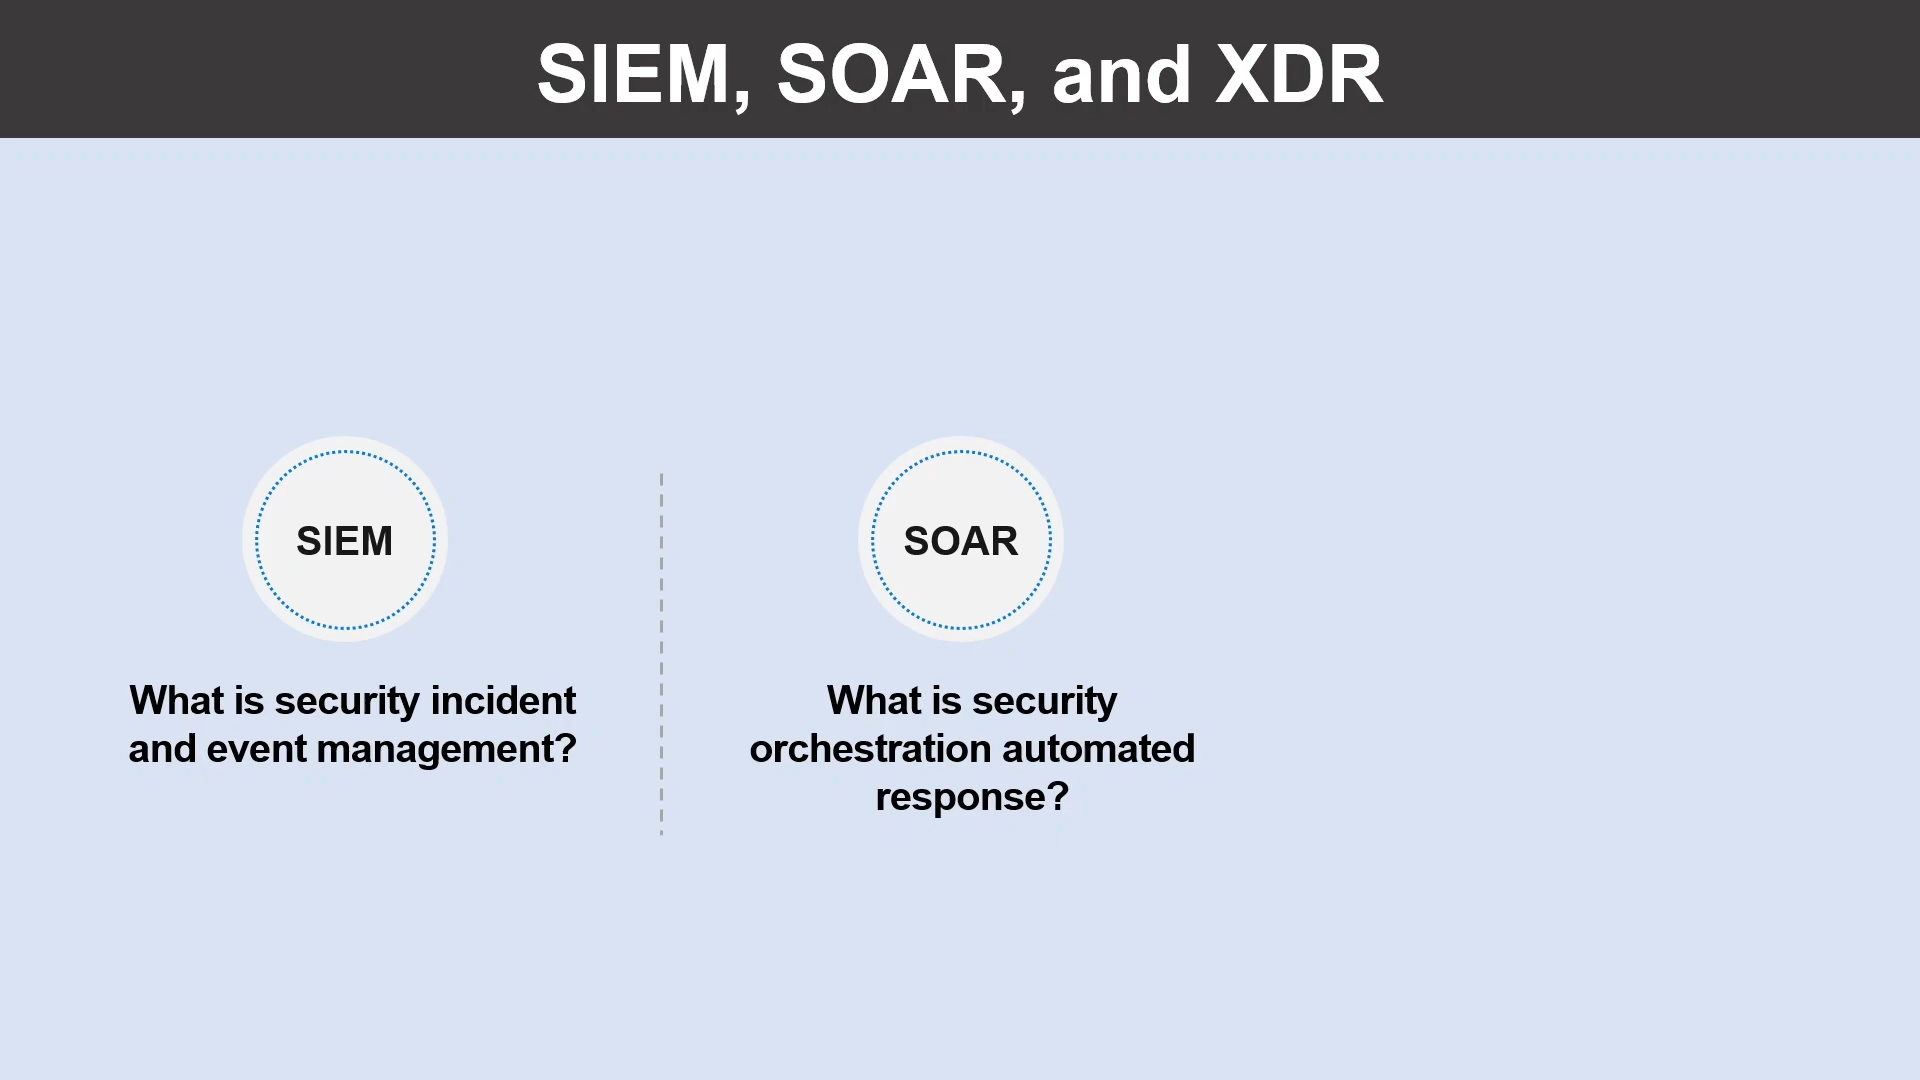 SIEM, SOAR, and XDR
SIEM
What is security incident
and event management?
SOAR
What is security
orchestration automated
response?